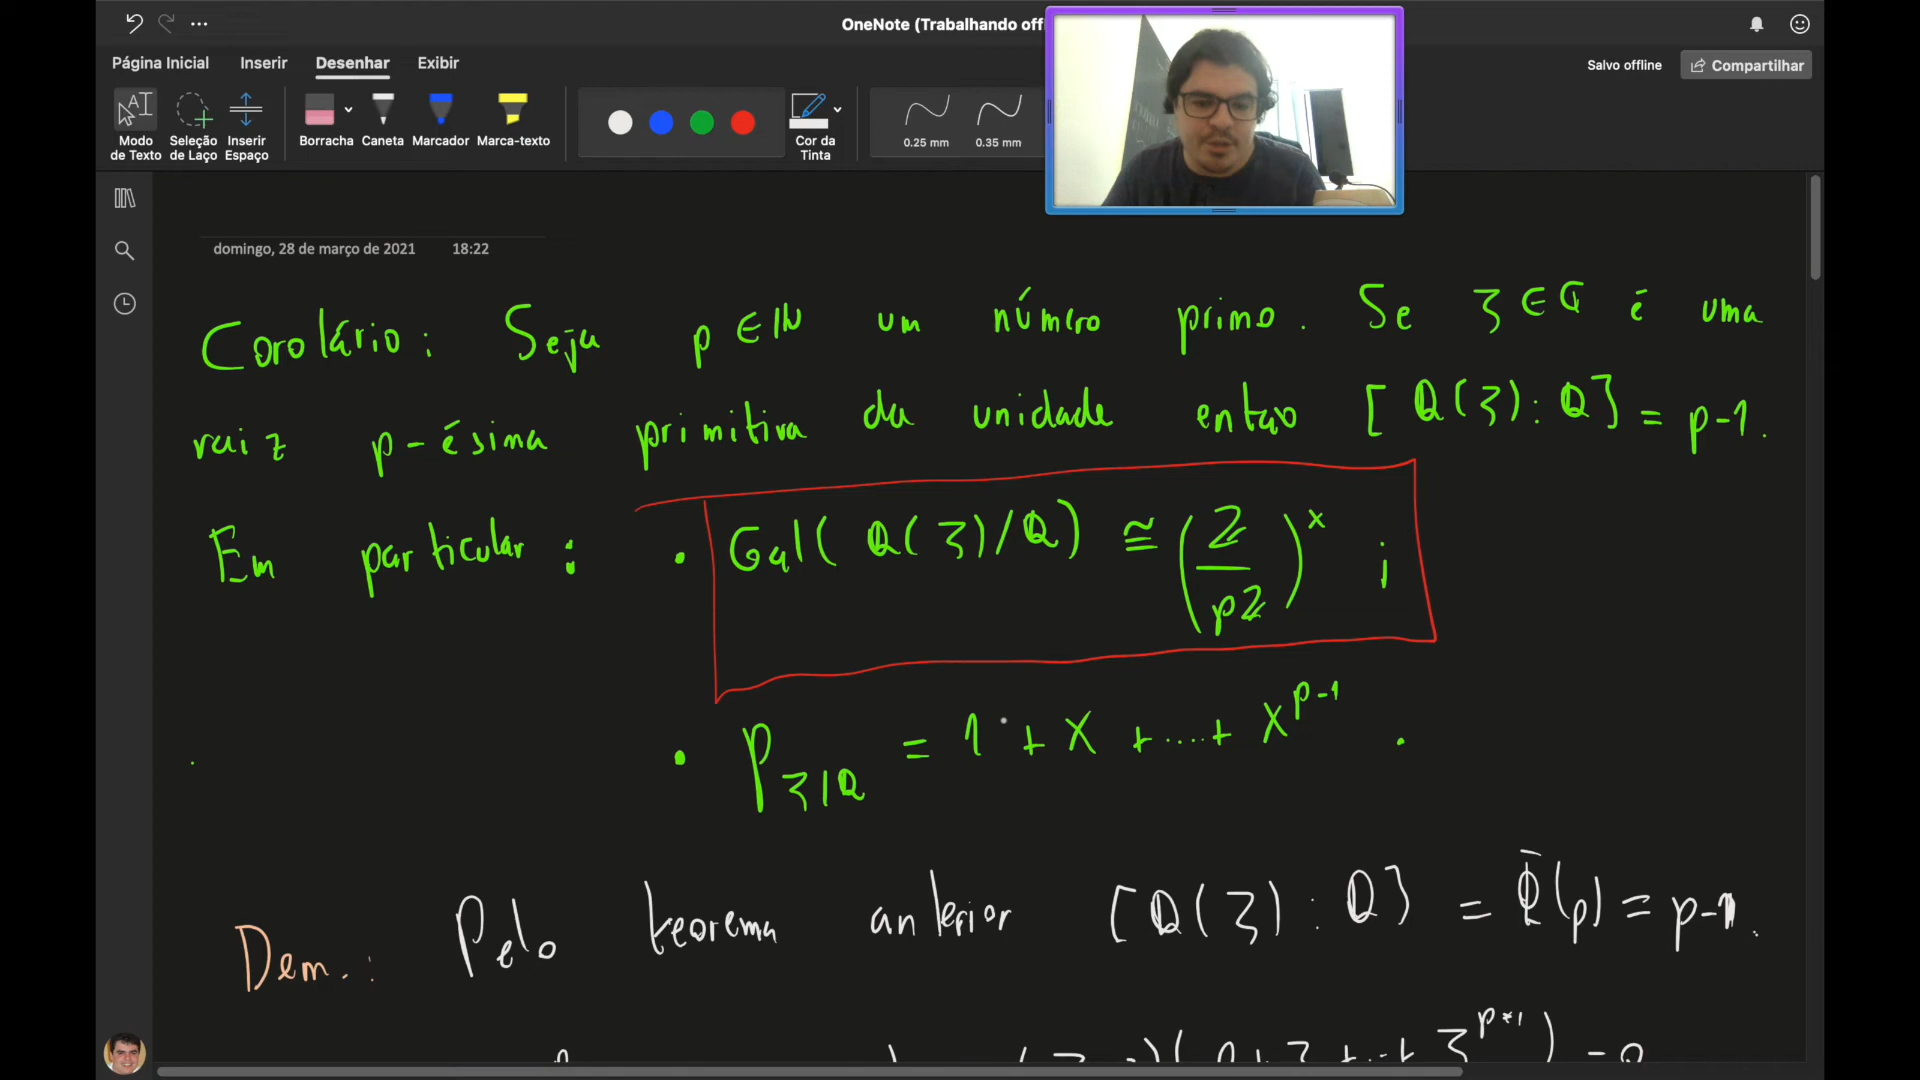 OneNote (Trabalhando offl
Página Inicial Inserir Desenhar Exibir
Salvo offline Compartilhar
Modo de Texto Seleção de Laço Inserir Espaço Borracha Caneta Marcador Marca-texto Cor da Tinta 0.25 mm 0.35 mm
domingo, 28 de março de 2021 18:22
Corolário: Seja p ∈ ℕ um número primo. Se ζ ∈ ℂ é uma
raiz p-ésima primitiva da unidade então [ℚ(ζ):ℚ] = p-1.
Em particular: • Gal(ℚ(ζ)/ℚ) ≅ (ℤ/pℤ)^× ;
• P_{ζ|ℚ} = 1 + X + ... + X^{p-1}.
Dem.: Pelo teorema anterior [ℚ(ζ):ℚ] = Φ(p) = p-1.